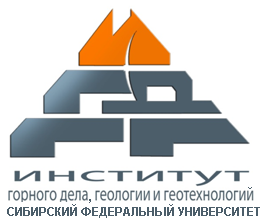 ИНСТИТУТ
горного дела, геологии и геотехнологий
СИБИРСКИЙ ФЕДЕРАЛЬНЫЙ УНИВЕРСИТЕТ